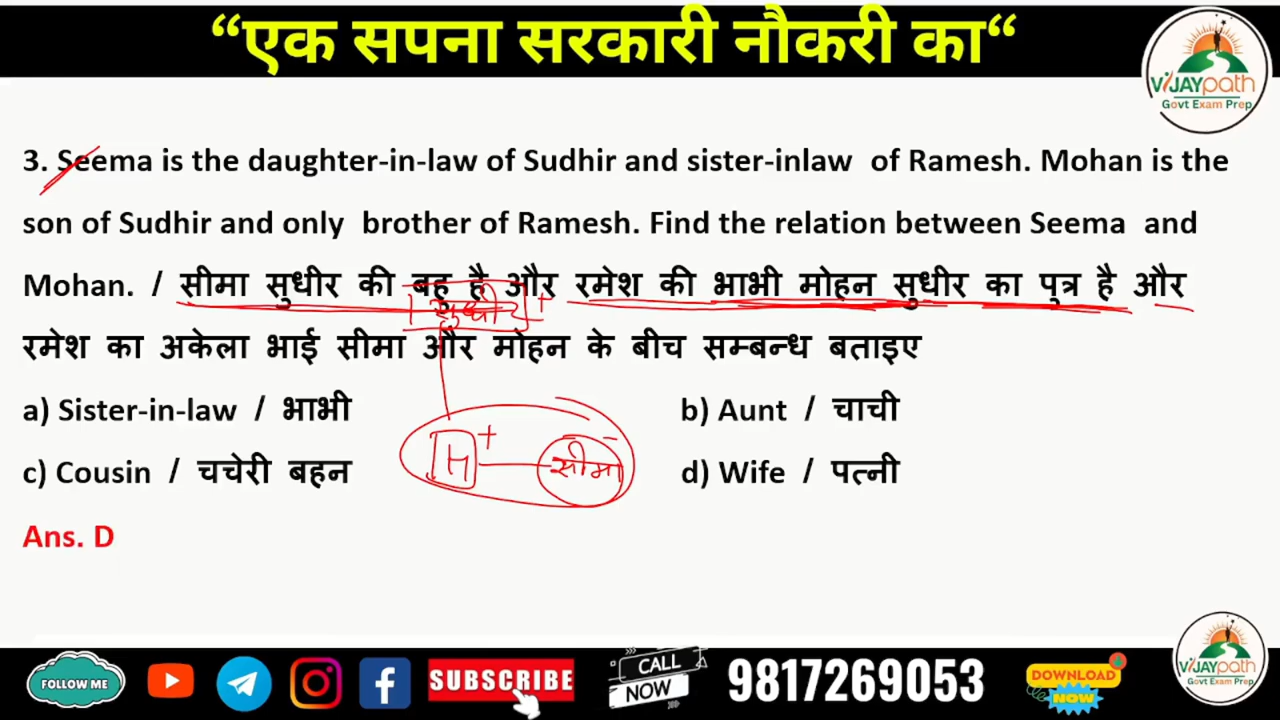 “एक सपना सरकारी नौकरी का“
VIJAYpath
Govt Exam Prep
3. Seema is the daughter-in-law of Sudhir and sister-inlaw of Ramesh. Mohan is the
son of Sudhir and only brother of Ramesh. Find the relation between Seema and
Mohan. / सीमा सुधीर की बहू है और रमेश की भाभी मोहन सुधीर का पुत्र है और
रमेश का अकेला भाई सीमा और मोहन के बीच सम्बन्ध बताइए
सुधीर +
a) Sister-in-law / भाभी
b) Aunt / चाची
M + सीमा −
c) Cousin / चचेरी बहन
d) Wife / पत्नी
Ans. D
VIJAYpath
Govt Exam Prep
FOLLOW ME
SUBSCRIBE
CALL
NOW
9817269053
DOWNLOAD
NOW